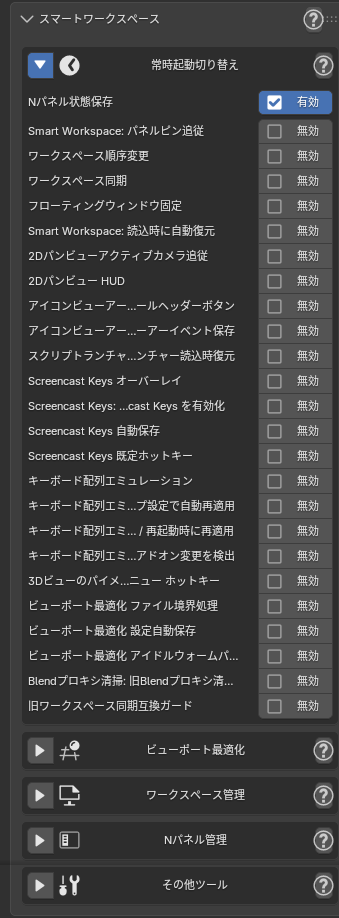 スマートワークスペース
常時起動切り替え
Nパネル状態保存 有効
Smart Workspace: パネルピン追従 無効
ワークスペース順序変更 無効
ワークスペース同期 無効
フローティングウィンドウ固定 無効
Smart Workspace: 読込時に自動復元 無効
2Dパンビューアクティブカメラ追従 無効
2Dパンビュー HUD 無効
アイコンビューアー...ールヘッダーボタン 無効
アイコンビューアー...ーアーイベント保存 無効
スクリプトランチャ...ンチャー読込時復元 無効
Screencast Keys オーバーレイ 無効
Screencast Keys: ...cast Keys を有効化 無効
Screencast Keys 自動保存 無効
Screencast Keys 既定ホットキー 無効
キーボード配列エミュレーション 無効
キーボード配列エミ...プ設定で自動再適用 無効
キーボード配列エミ... / 再起動時に再適用 無効
キーボード配列エミ...アドオン変更を検出 無効
3Dビューのパイメ...ニュー ホットキー 無効
ビューポート最適化 ファイル境界処理 無効
ビューポート最適化 設定自動保存 無効
ビューポート最適化 アイドルウォームパ... 無効
Blendプロキシ清掃: 旧Blendプロキシ清... 無効
旧ワークスペース同期互換ガード 無効
ビューポート最適化
ワークスペース管理
Nパネル管理
その他ツール